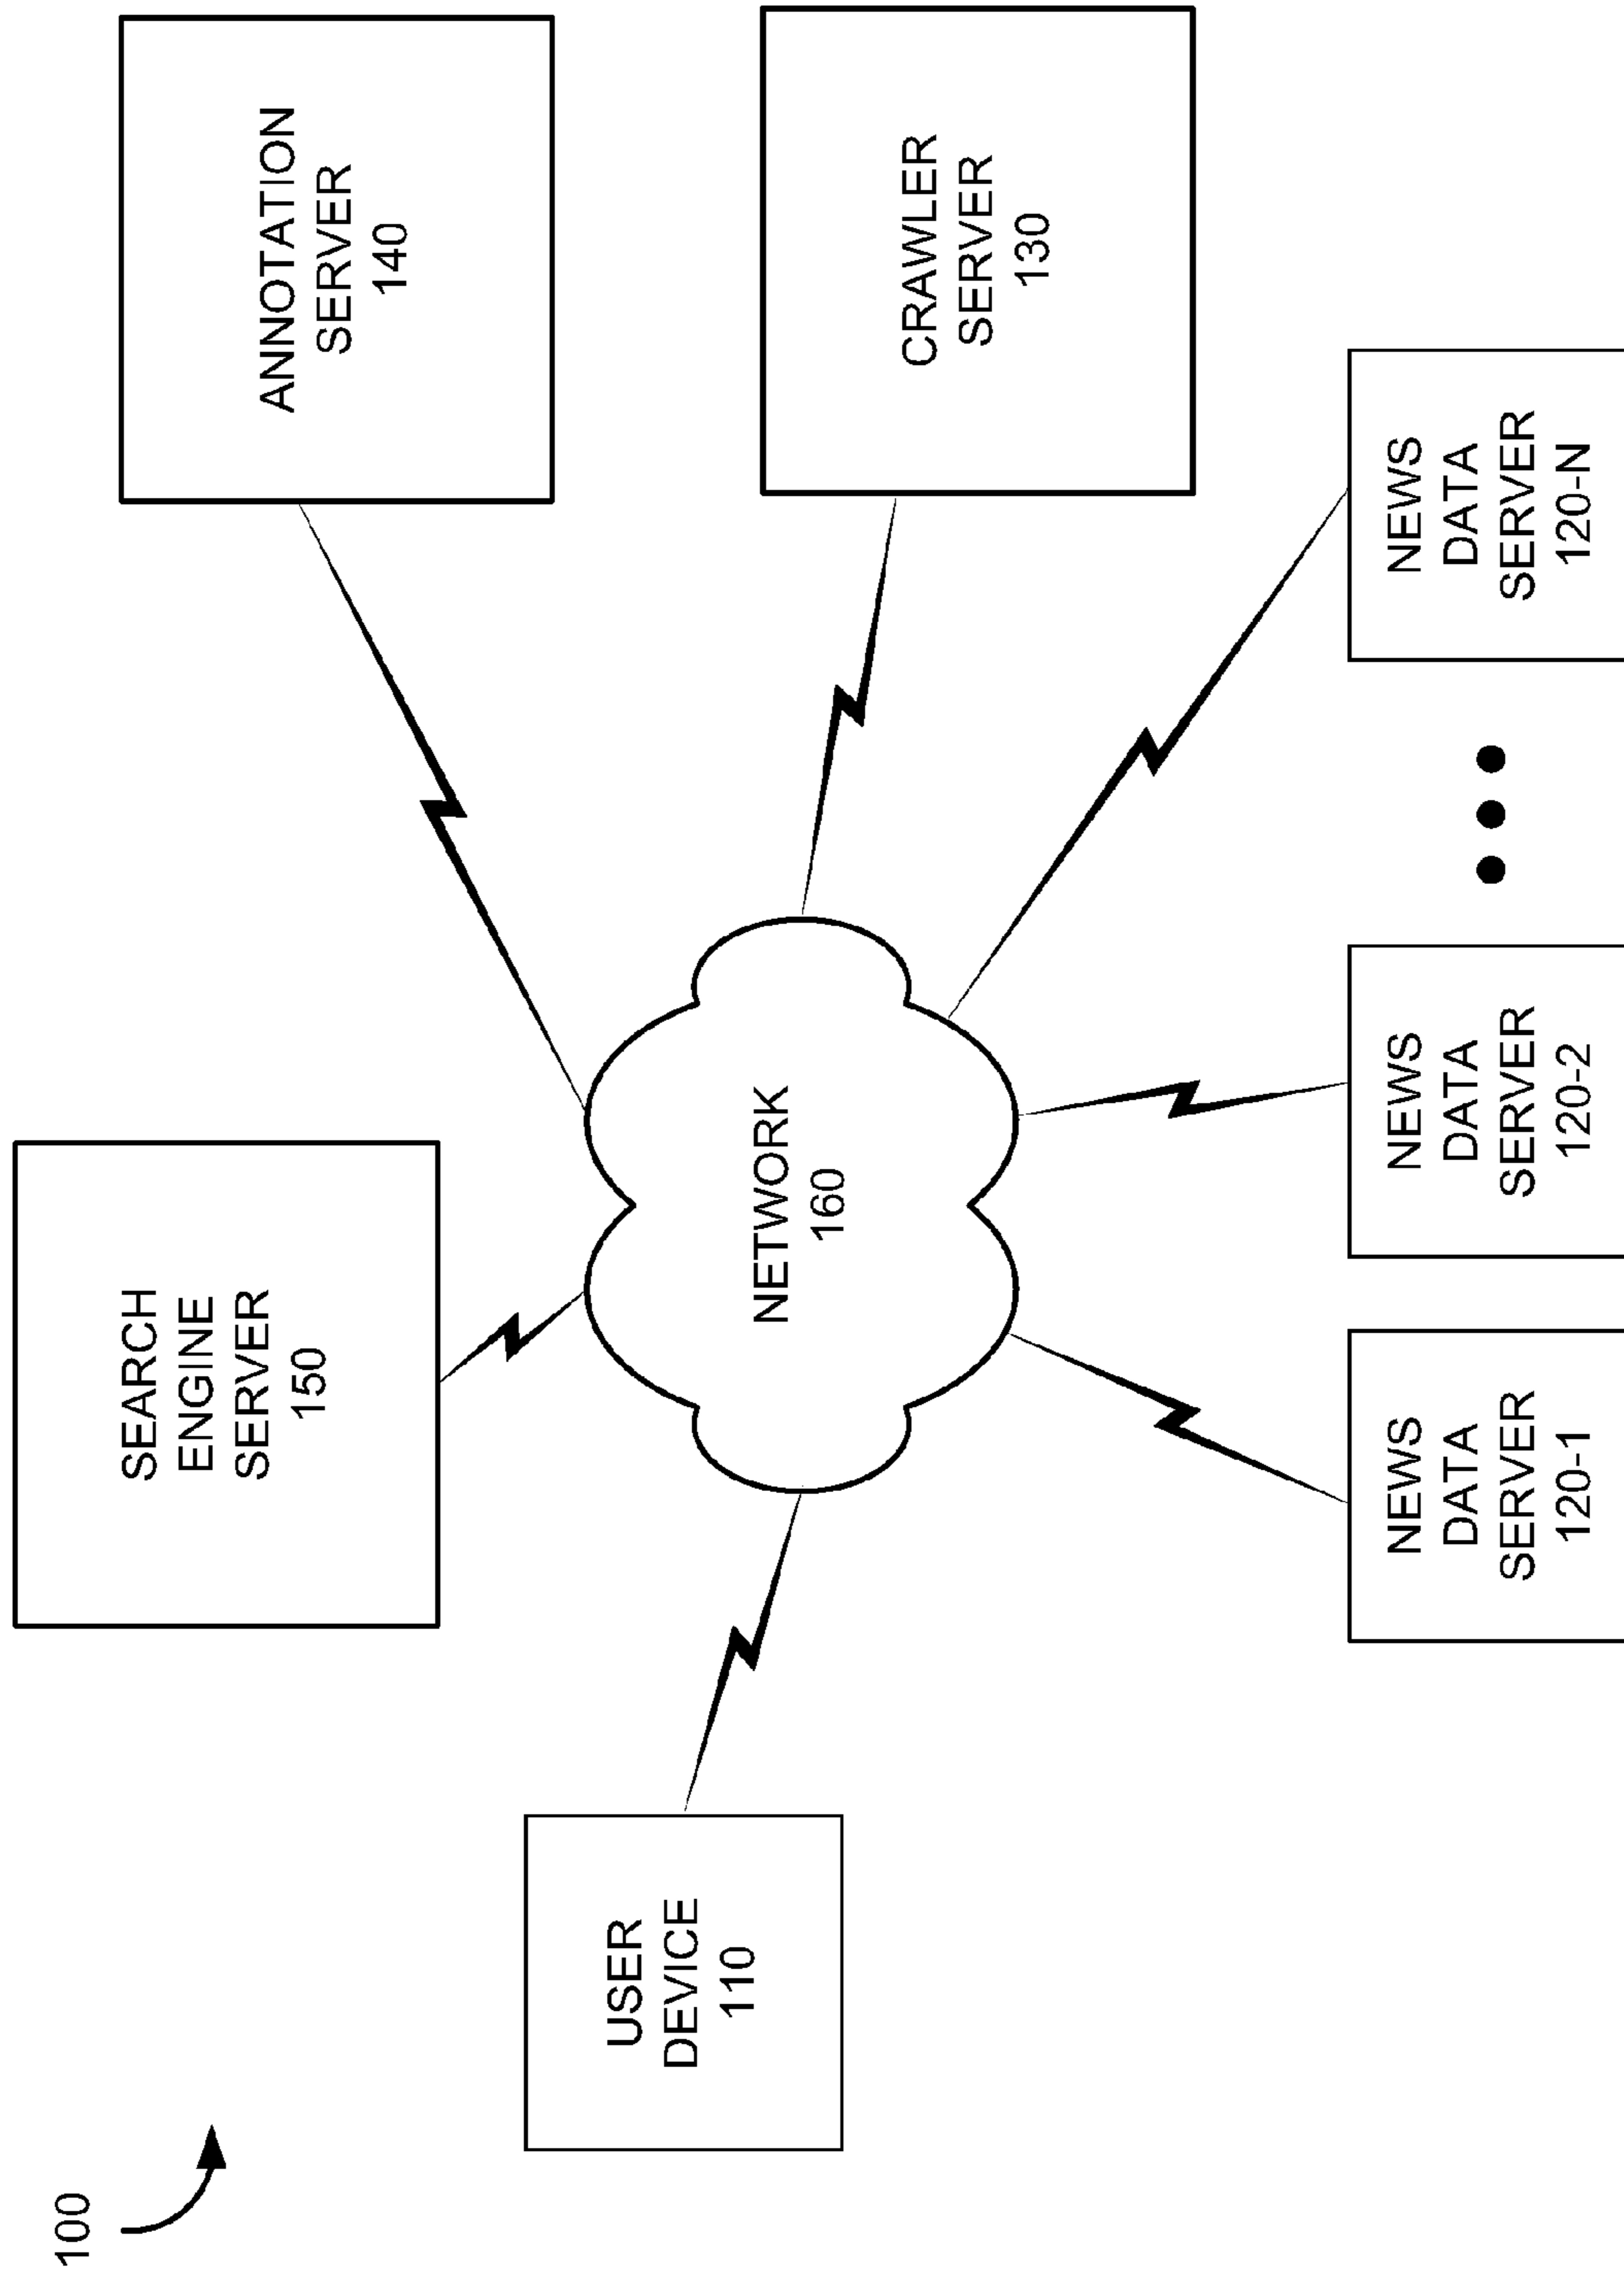 100
SEARCH
ENGINE
SERVER
150
ANNOTATION
SERVER
140
USER
DEVICE
110
NETWORK
160
CRAWLER
SERVER
130
NEWS
DATA
SERVER
120-1
NEWS
DATA
SERVER
120-2
NEWS
DATA
SERVER
120-N